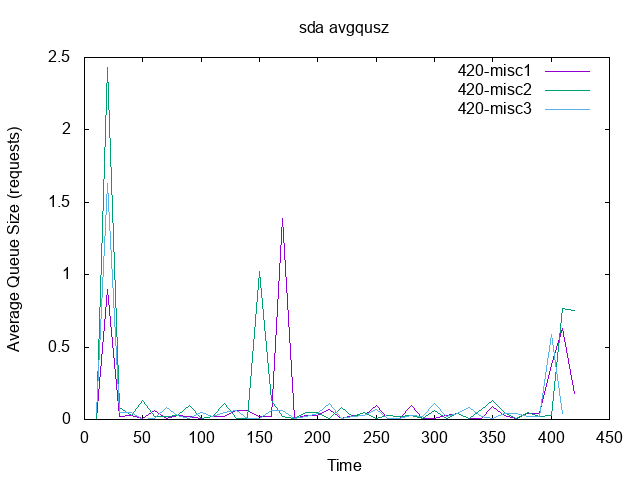 sda avgqusz
420-misc1
420-misc2
420-misc3
Average Queue Size (requests)
2.5
2
1.5
1
0.5
0
0 50 100 150 200 250 300 350 400 450
Time